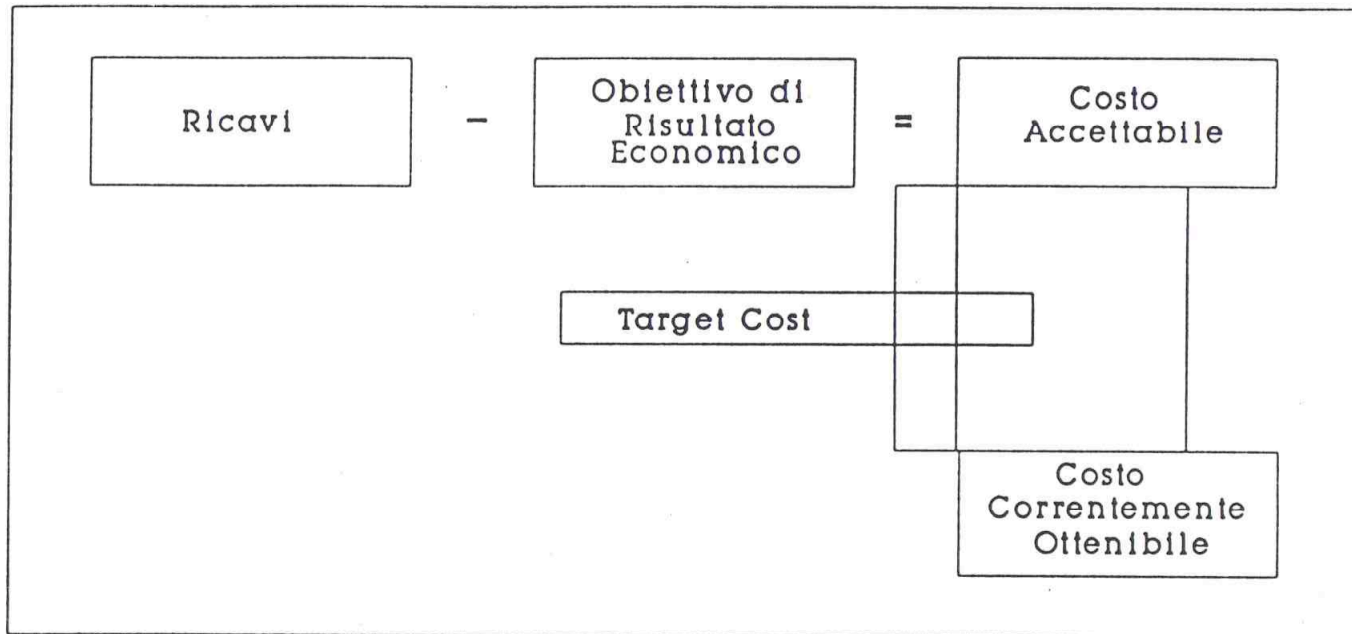 Ricavi
-
Obiettivo di
Risultato
Economico
=
Costo
Accettabile
Target Cost
Costo
Correntemente
Ottenibile